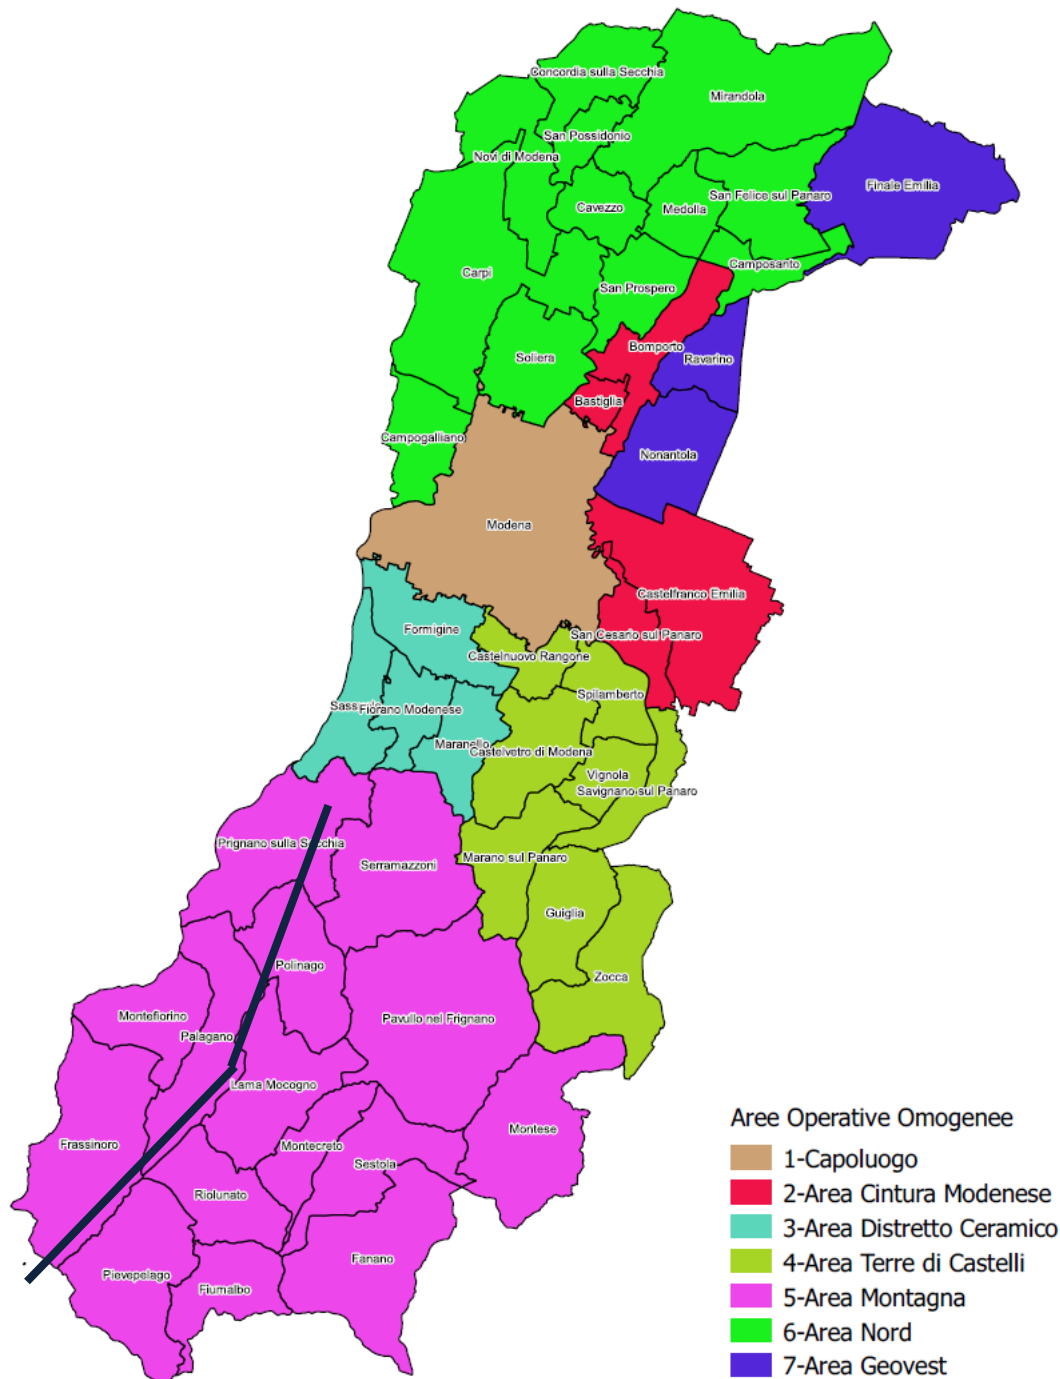 Concordia sulla Secchia
Mirandola
San Possidonio
Novi di Modena
Finale Emilia
San Felice sul Panaro
Cavezzo
Medolla
Camposanto
Carpi
San Prospero
Bomporto
Soliera
Ravarino
Bastiglia
Campogalliano
Nonantola
Modena
Castelfranco Emilia
Formigine
San Cesario sul Panaro
Castelnuovo Rangone
Spilamberto
Fiorano Modenese
Maranello
Castelvetro di Modena
Vignola
Savignano sul Panaro
Prignano sulla Secchia
Marano sul Panaro
Serramazzoni
Guiglia
Polinago
Zocca
Montefiorino
Pavullo nel Frignano
Palagano
Lama Mocogno
Montese
Frassinoro
Montecreto
Sestola
Riolunato
Fanano
Pievepelago
Fiumalbo
Aree Operative Omogenee
1-Capoluogo
2-Area Cintura Modenese
3-Area Distretto Ceramico
4-Area Terre di Castelli
5-Area Montagna
6-Area Nord
7-Area Geovest